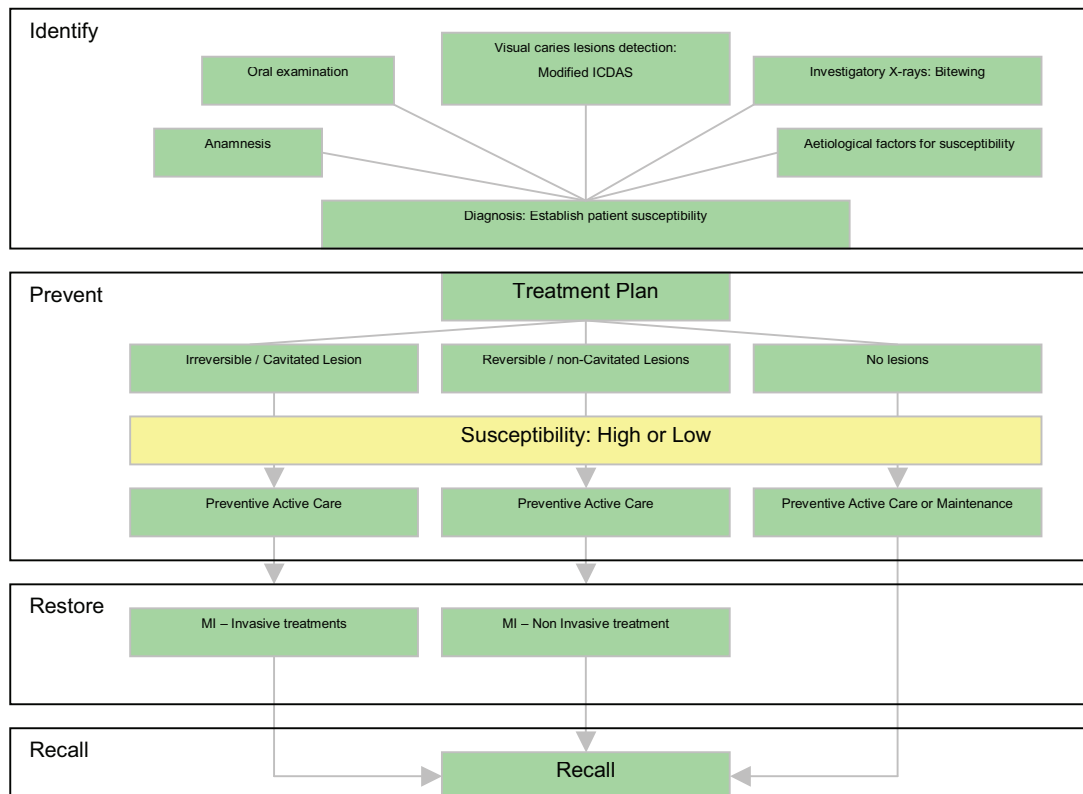 Identify
Visual caries lesions detection:
Modified ICDAS
Oral examination
Investigatory X-rays: Bitewing
Anamnesis
Aetiological factors for susceptibility
Diagnosis: Establish patient susceptibility
Prevent
Treatment Plan
Irreversible / Cavitated Lesion
Reversible / non-Cavitated Lesions
No lesions
Susceptibility: High or Low
Preventive Active Care
Preventive Active Care
Preventive Active Care or Maintenance
Restore
MI – Invasive treatments
MI – Non Invasive treatment
Recall
Recall